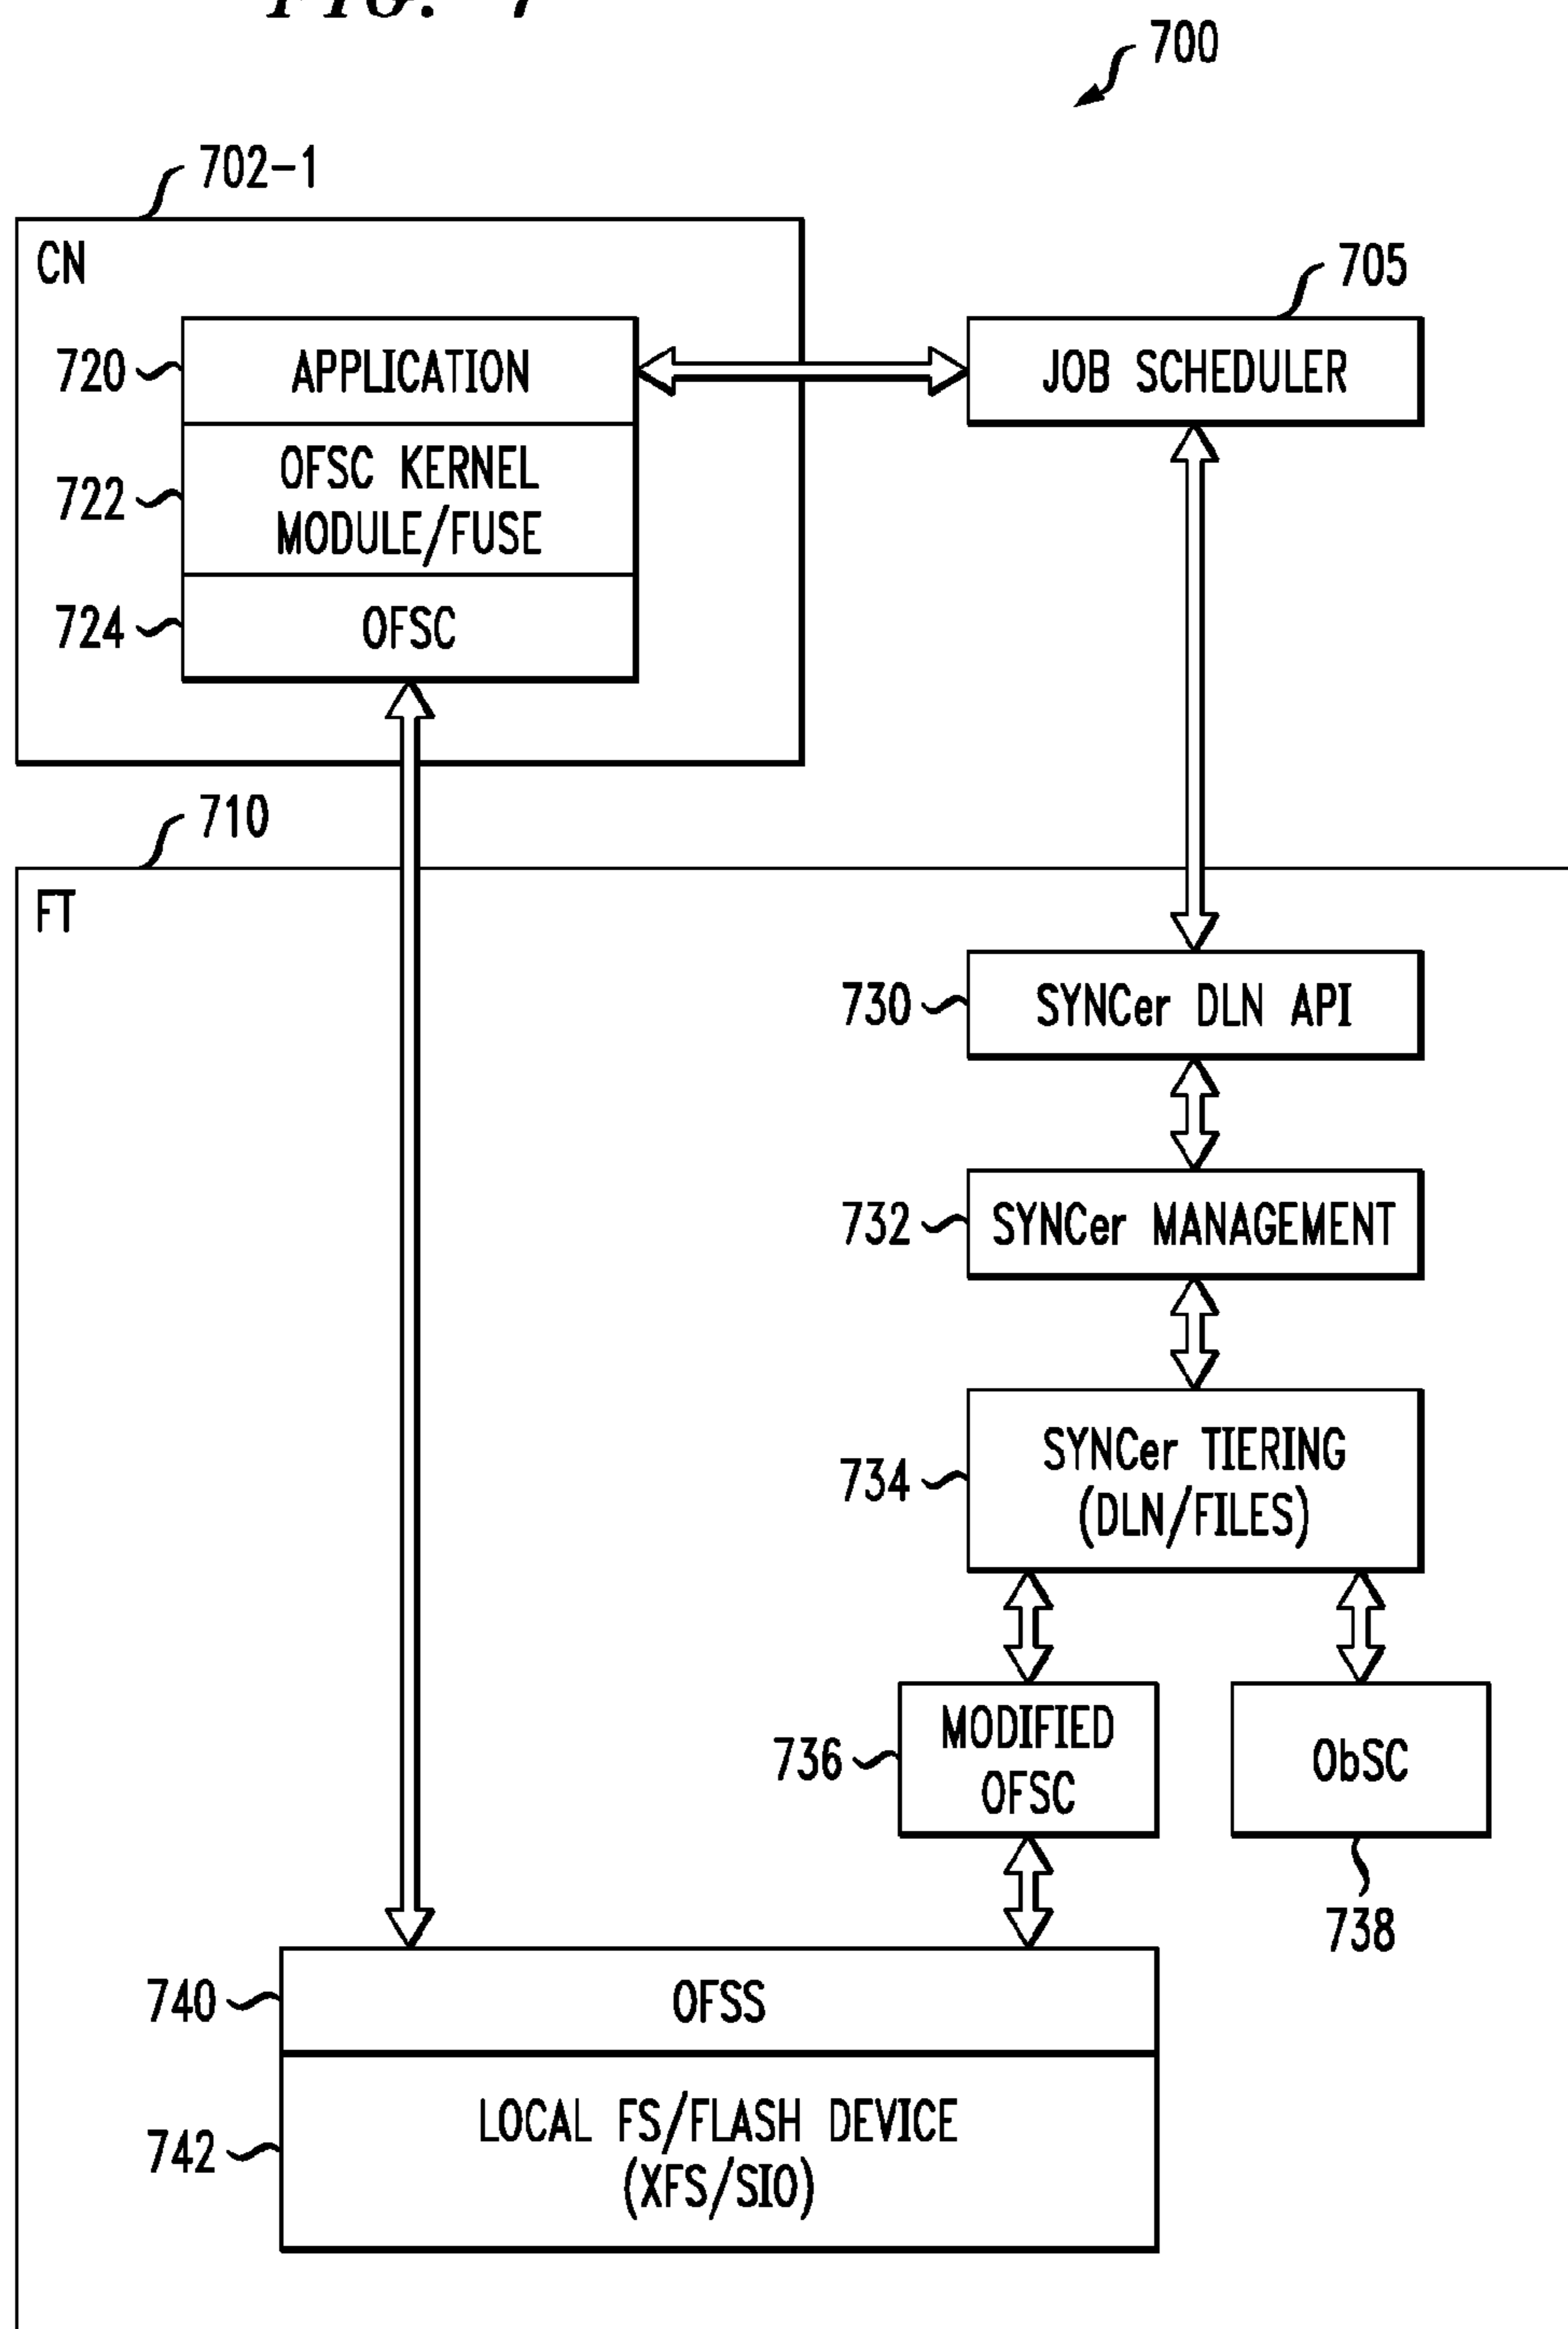 FIG. 7
700
702-1
CN
705
720
APPLICATION
JOB SCHEDULER
722
OFSC KERNEL
MODULE/FUSE
724
OFSC
710
FT
730
SYNCer DLN API
732
SYNCer MANAGEMENT
734
SYNCer TIERING
(DLN/FILES)
736
MODIFIED
OFSC
ObSC
738
740
OFSS
742
LOCAL FS/FLASH DEVICE
(XFS/SIO)